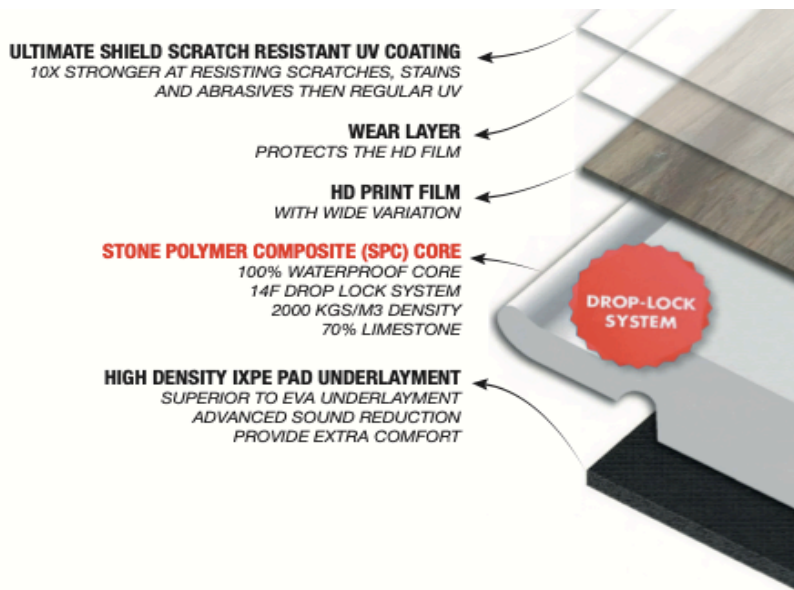 ULTIMATE SHIELD SCRATCH RESISTANT UV COATING
10X STRONGER AT RESISTING SCRATCHES, STAINS
AND ABRASIVES THEN REGULAR UV
WEAR LAYER
PROTECTS THE HD FILM
HD PRINT FILM
WITH WIDE VARIATION
STONE POLYMER COMPOSITE (SPC) CORE
100% WATERPROOF CORE
14F DROP LOCK SYSTEM
2000 KGS/M3 DENSITY
70% LIMESTONE
DROP-LOCK
SYSTEM
HIGH DENSITY IXPE PAD UNDERLAYMENT
SUPERIOR TO EVA UNDERLAYMENT
ADVANCED SOUND REDUCTION
PROVIDE EXTRA COMFORT